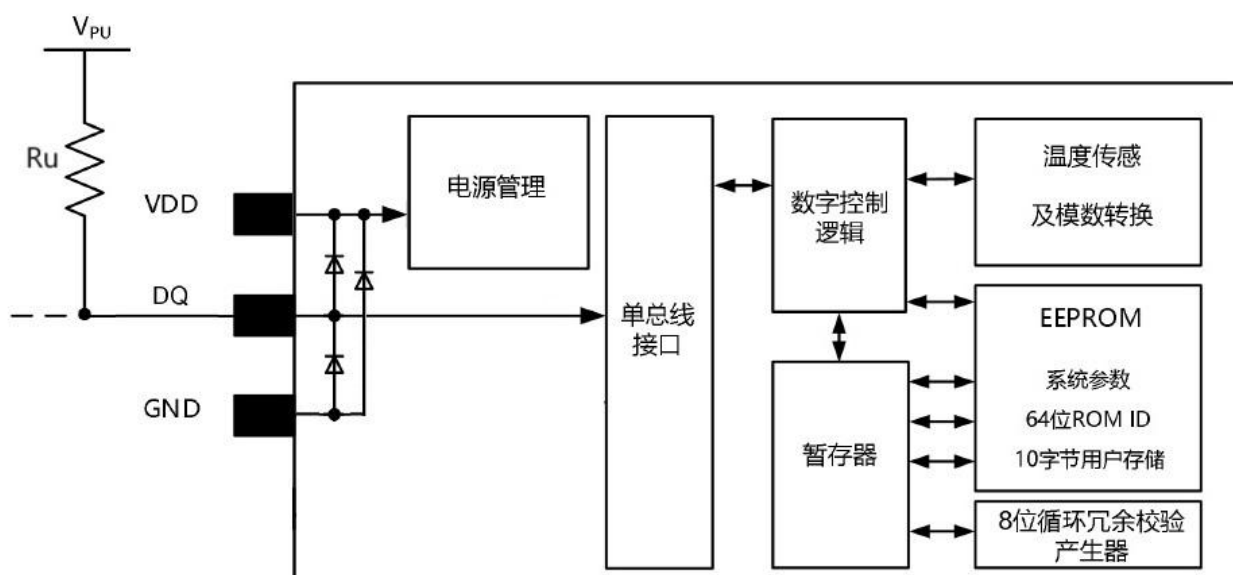 VPU
Ru
VDD
DQ
GND
电源管理
单总线
接口
数字控制
逻辑
暂存器
温度传感
及模数转换
EEPROM
系统参数
64位ROM ID
10字节用户存储
8位循环冗余校验
产生器